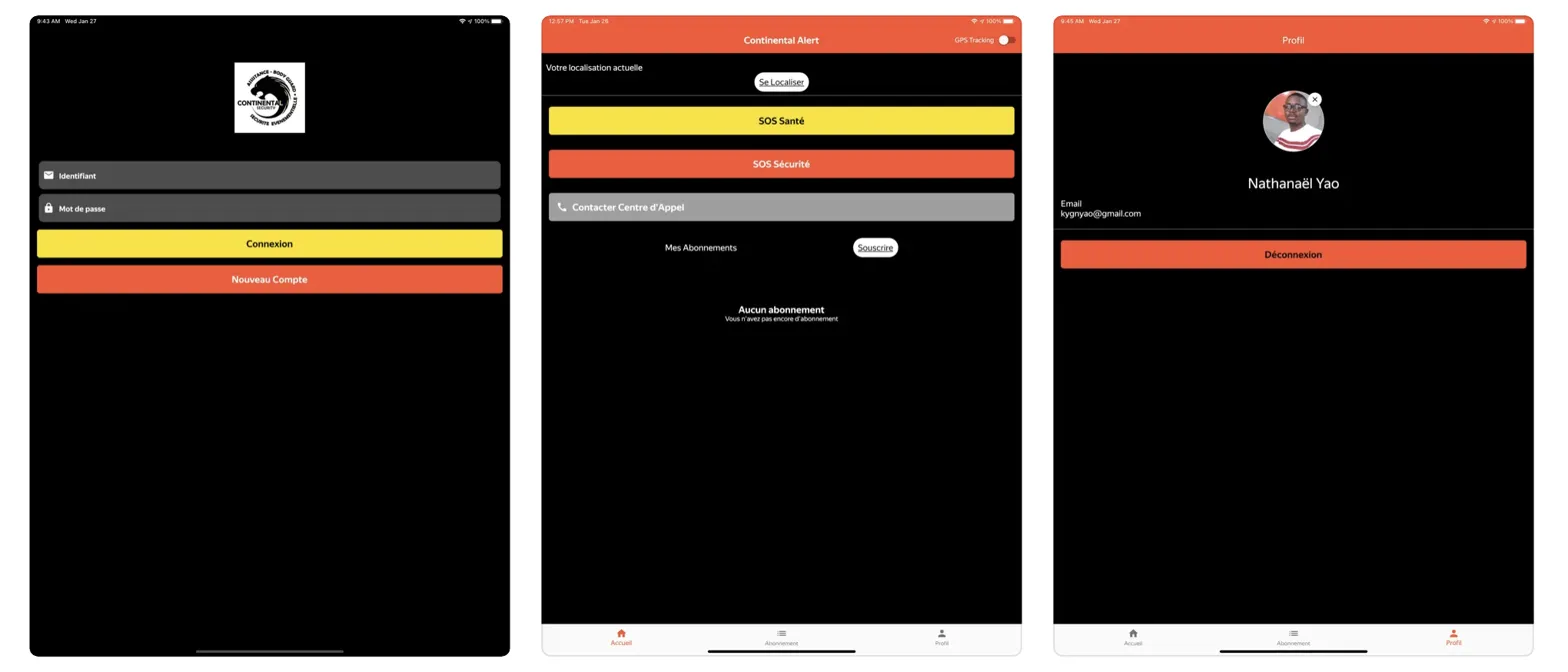 9:43 AM Wed Jan 27
100%
ASSISTANCE - BODY GUARD
CONTINENTAL
SECURITY
SECURITE EVENEMENTIELLE
Identifiant
Mot de passe
Connexion
Nouveau Compte
12:57 PM Tue Jan 26
100%
Continental Alert
GPS Tracking
Votre localisation actuelle
Se Localiser
SOS Santé
SOS Sécurité
Contacter Centre d'Appel
Mes Abonnements
Souscrire
Aucun abonnement
Vous n'avez pas encore d'abonnement
Accueil
Abonnement
Profil
9:45 AM Wed Jan 27
100%
Profil
Nathanaël Yao
Email
kygnyao@gmail.com
Déconnexion
Accueil
Abonnement
Profil